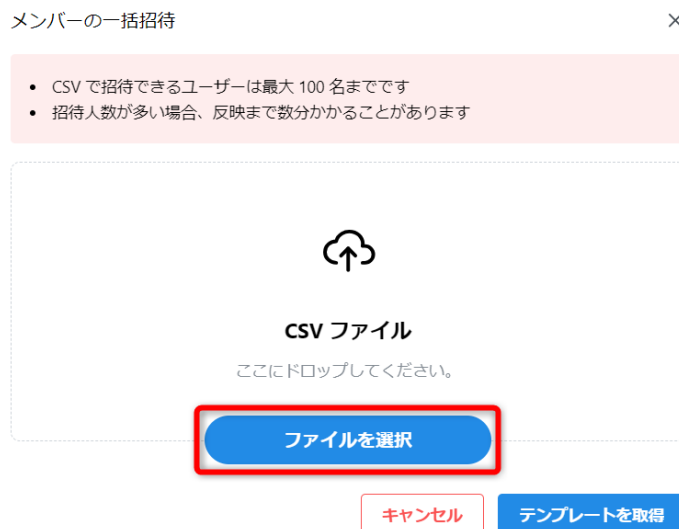 メンバーの一括招待
CSV で招待できるユーザーは最大 100 名までです
招待人数が多い場合、反映まで数分かかることがあります
CSV ファイル
ここにドロップしてください。
ファイルを選択
キャンセル
テンプレートを取得